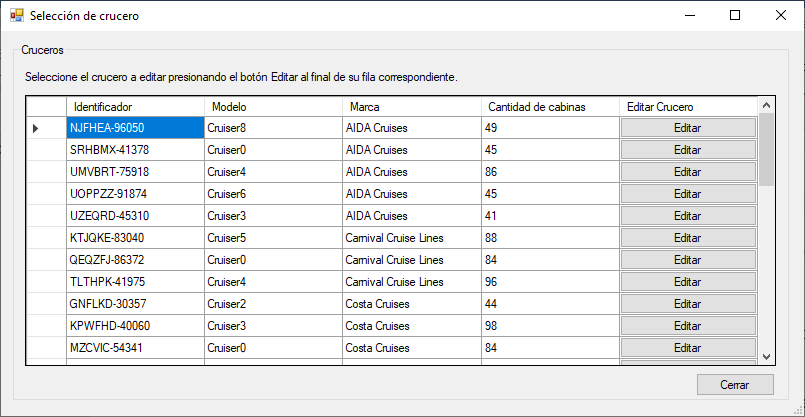 Selección de crucero
Cruceros
Seleccione el crucero a editar presionando el botón Editar al final de su fila correspondiente.
Identificador Modelo Marca Cantidad de cabinas Editar Crucero
NJFHEA-96050 Cruiser8 AIDA Cruises 49 Editar
SRHBMX-41378 Cruiser0 AIDA Cruises 45 Editar
UMVBRT-75918 Cruiser4 AIDA Cruises 86 Editar
UOPPZZ-91874 Cruiser6 AIDA Cruises 45 Editar
UZEQRD-45310 Cruiser3 AIDA Cruises 41 Editar
KTJQKE-83040 Cruiser5 Carnival Cruise Lines 88 Editar
QEQZFJ-86372 Cruiser0 Carnival Cruise Lines 84 Editar
TLTHPK-41975 Cruiser4 Carnival Cruise Lines 96 Editar
GNFLKD-30357 Cruiser2 Costa Cruises 44 Editar
KPWFHD-40060 Cruiser3 Costa Cruises 98 Editar
MZCVIC-54341 Cruiser0 Costa Cruises 84 Editar
Cerrar